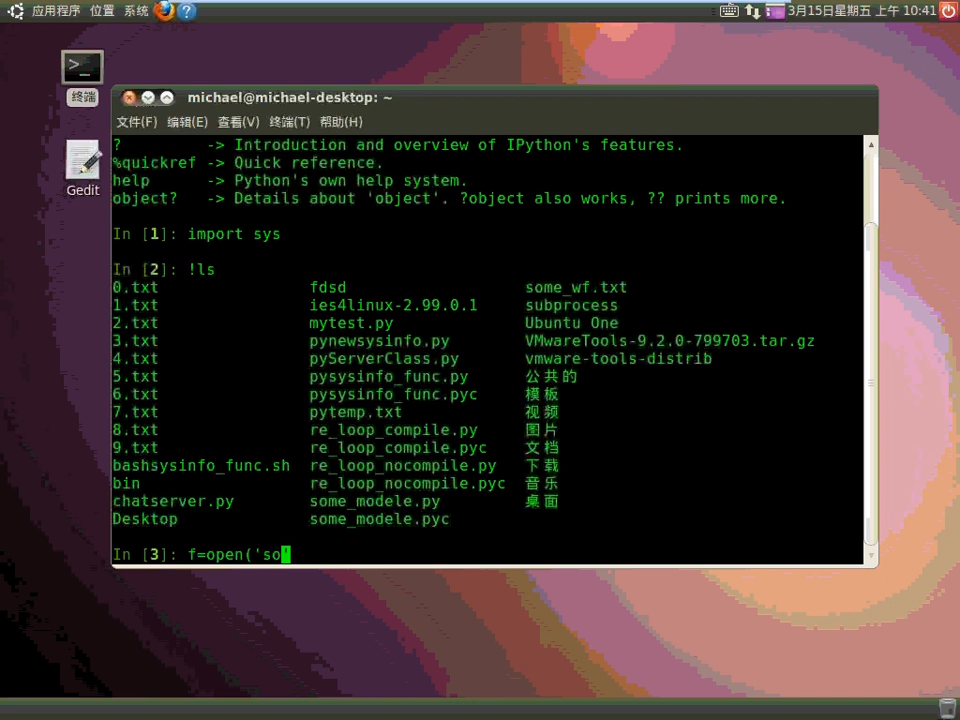 应用程序 位置 系统 3月15日星期五 上午 10:41
终端
Gedit
michael@michael-desktop: ~
文件(F) 编辑(E) 查看(V) 终端(T) 帮助(H)
? -> Introduction and overview of IPython's features.
%quickref -> Quick reference.
help -> Python's own help system.
object? -> Details about 'object'. ?object also works, ?? prints more.
In [1]: import sys
In [2]: !ls
0.txt fdsd some_wf.txt
1.txt ies4linux-2.99.0.1 subprocess
2.txt mytest.py Ubuntu One
3.txt pynewsysinfo.py VMwareTools-9.2.0-799703.tar.gz
4.txt pyServerClass.py vmware-tools-distrib
5.txt pysysinfo_func.py 公共的
6.txt pysysinfo_func.pyc 模板
7.txt pytemp.txt 视频
8.txt re_loop_compile.py 图片
9.txt re_loop_compile.pyc 文档
bashsysinfo_func.sh re_loop_nocompile.py 下载
bin re_loop_nocompile.pyc 音乐
chatserver.py some_modele.py 桌面
Desktop some_modele.pyc
In [3]: f=open('so'